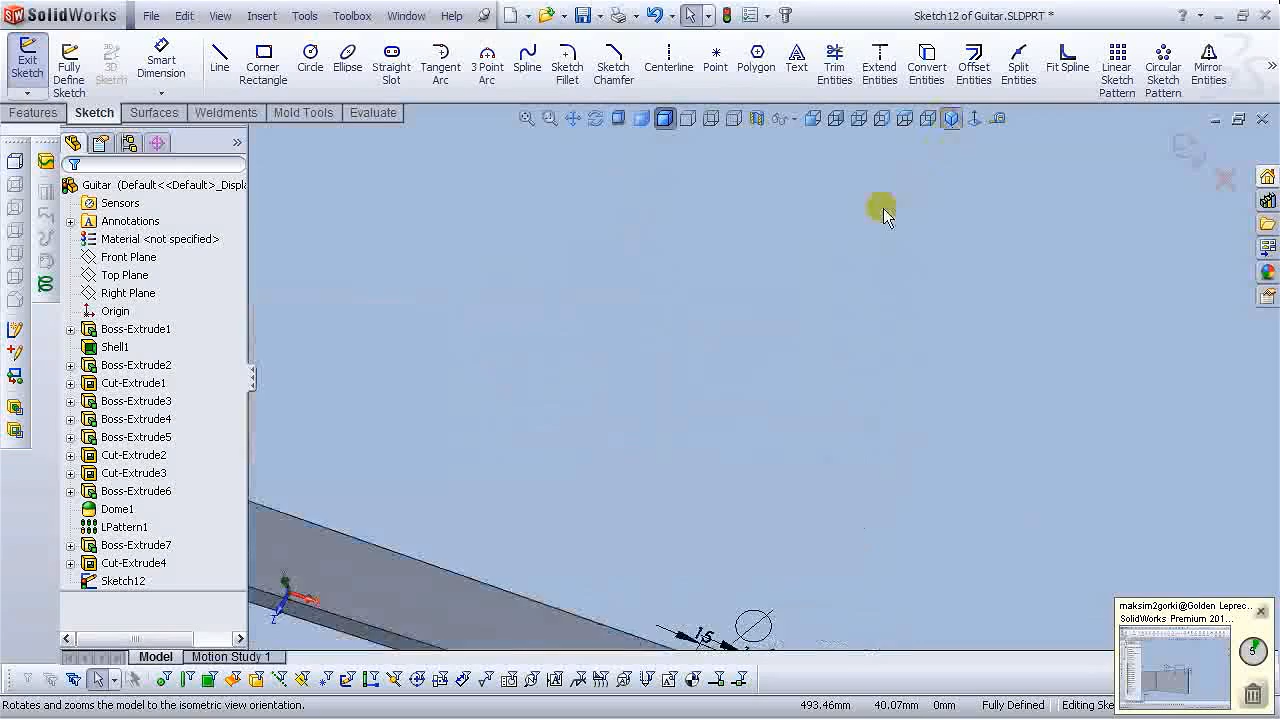 SolidWorks
File Edit View Insert Tools Toolbox Window Help
Sketch12 of Guitar.SLDPRT *
Exit Sketch
Fully Define Sketch
3D Sketch
Smart Dimension
Line
Corner Rectangle
Circle
Ellipse
Straight Slot
Tangent Arc
3 Point Arc
Spline
Sketch Fillet
Sketch Chamfer
Centerline
Point
Polygon
Text
Trim Entities
Extend Entities
Convert Entities
Offset Entities
Split Entities
Fit Spline
Linear Sketch Pattern
Circular Sketch Pattern
Mirror Entities
Features Sketch Surfaces Weldments Mold Tools Evaluate
Guitar (Default<<Default>_Displ
Sensors
Annotations
Material <not specified>
Front Plane
Top Plane
Right Plane
Origin
Boss-Extrude1
Shell1
Boss-Extrude2
Cut-Extrude1
Boss-Extrude3
Boss-Extrude4
Boss-Extrude5
Cut-Extrude2
Cut-Extrude3
Boss-Extrude6
Dome1
LPattern1
Boss-Extrude7
Cut-Extrude4
Sketch12
Z
15
maksim2gorki@Golden Leprec...
SolidWorks Premium 201...
Model Motion Study 1
Rotates and zooms the model to the isometric view orientation.
0mm Fully Defined Editing Ske